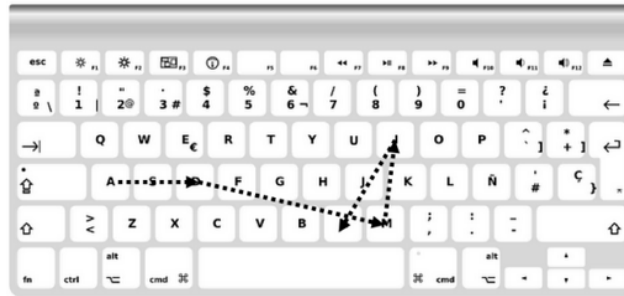 esc F1 F2 F3 F4 F5 F6 F7 F8 F9 F10 F11 F12
ª º \ ! 1 | " 2 @ · 3 # $ 4 % 5 & 6 ¬ / 7 ( 8 ) 9 = 0 ? ' ¿ ¡
Q W E € R T Y U I O P ^ ` ] * + ]
A S D F G H J K L Ñ ' # Ç }
> < Z X C V B M ; , : . _ -
alt alt
fn ctrl cmd ⌘ ⌘ cmd